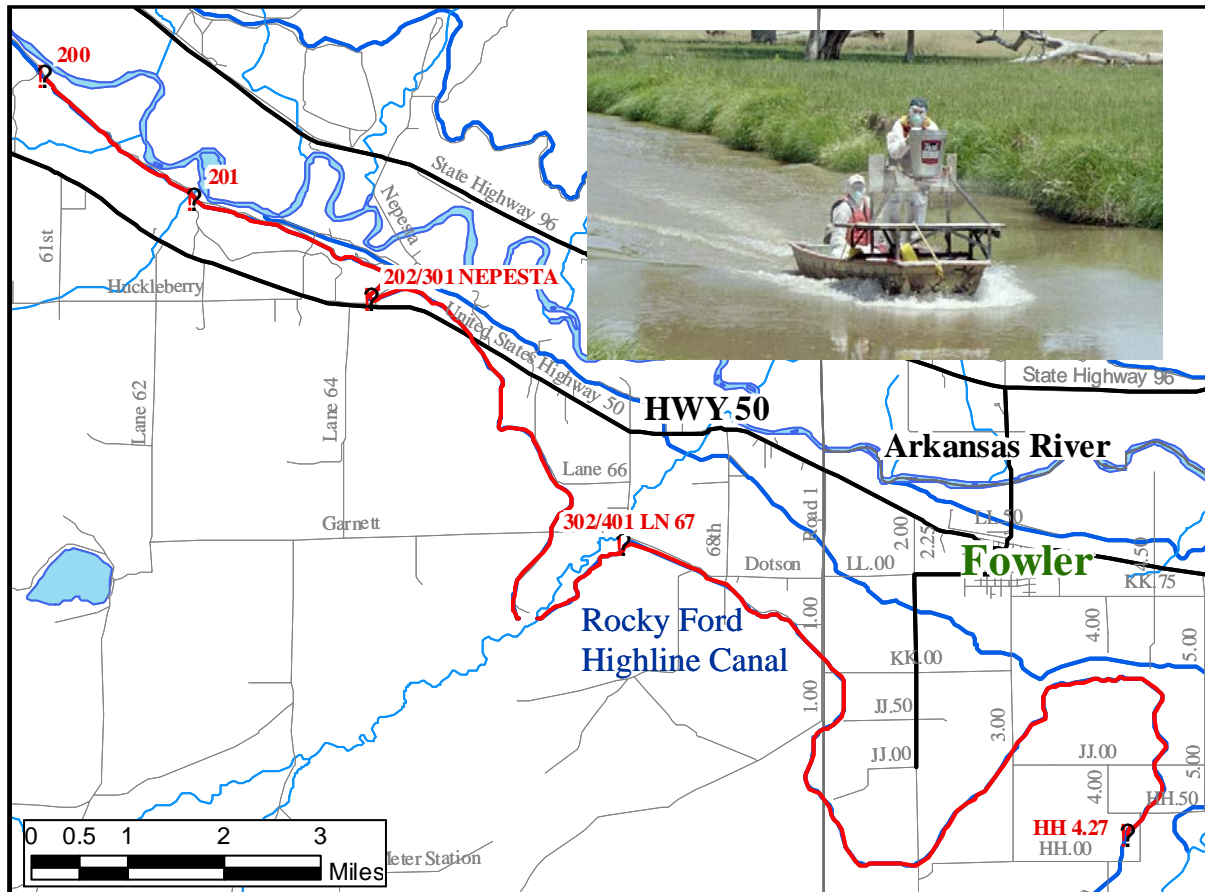 200
201
State Highway 96
Nepesta
61st
202/301 NEPESTA
Huckleberry
United States Highway 50
State Highway 96
Lane 62
Lane 64
HWY 50
Arkansas River
Lane 66
Road 1
2.00
2.25
LL.50
302/401 LN 67
Garnett
68th
Fowler
4.50
Dotson
LL.00
KK.75
Rocky Ford
Highline Canal
1.00
4.00
5.00
KK.00
1.00
JJ.50
3.00
JJ.00
JJ.00
4.00
5.00
HH.50
HH 4.27
HH.00
0 0.5 1 2 3
Miles
Meter Station